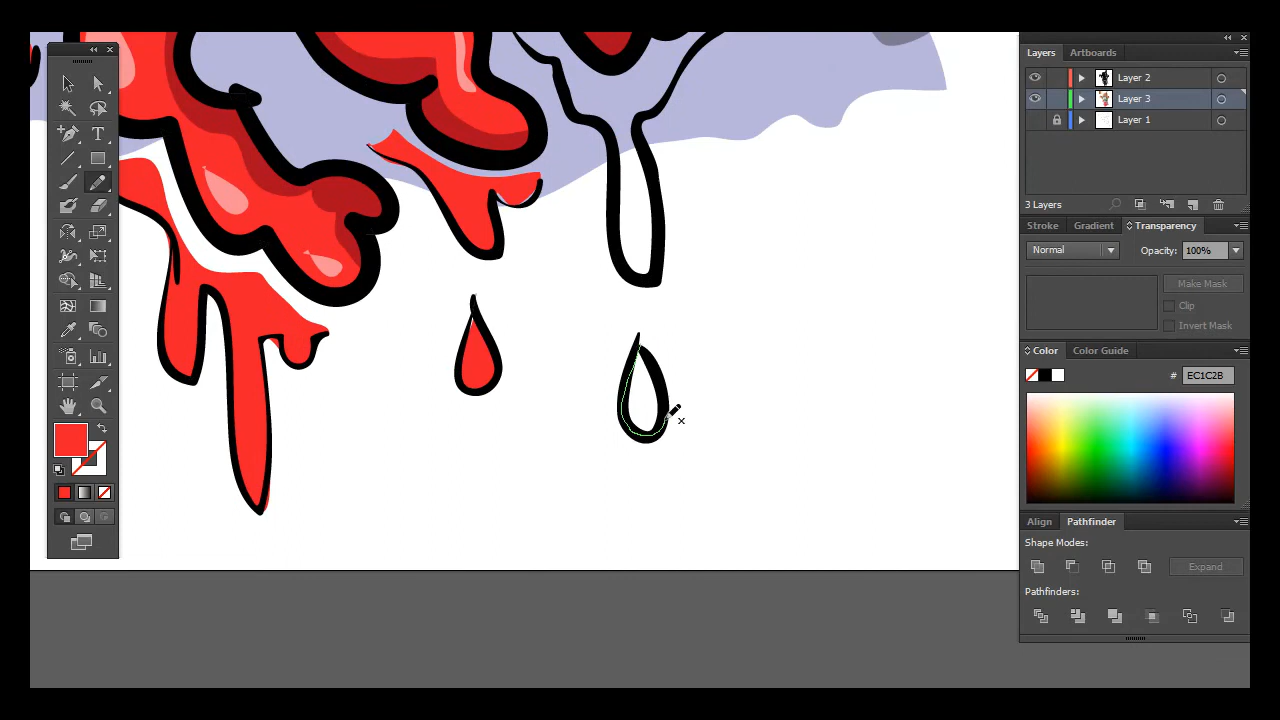 Layers Artboards
Layer 2
Layer 3
Layer 1
3 Layers
Stroke Gradient Transparency
Normal Opacity: 100%
Make Mask
Clip
Invert Mask
Color Color Guide
# EC1C2B
Align Pathfinder
Shape Modes:
Expand
Pathfinders: